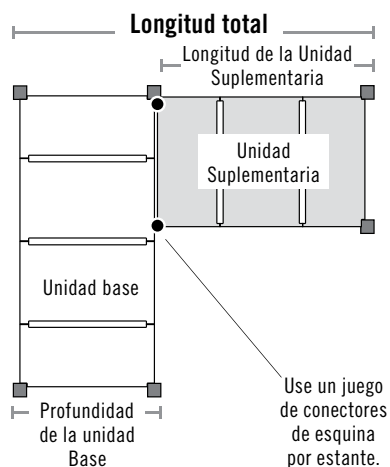 Longitud total
Longitud de la Unidad
Suplementaria
Unidad
Suplementaria
Unidad base
Profundidad
de la unidad
Base
Use un juego
de conectores
de esquina
por estante.